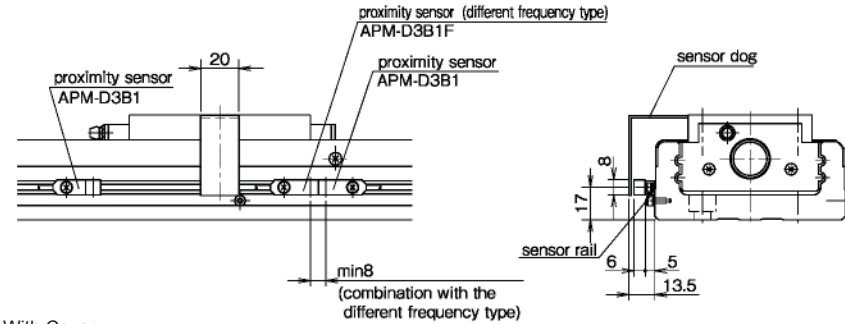 proximity sensor (different frequency type)
APM-D3B1F
20
proximity sensor
APM-D3B1
proximity sensor
APM-D3B1
sensor dog
8
17
sensor rail
6
5
13.5
min8
(combination with the
different frequency type)